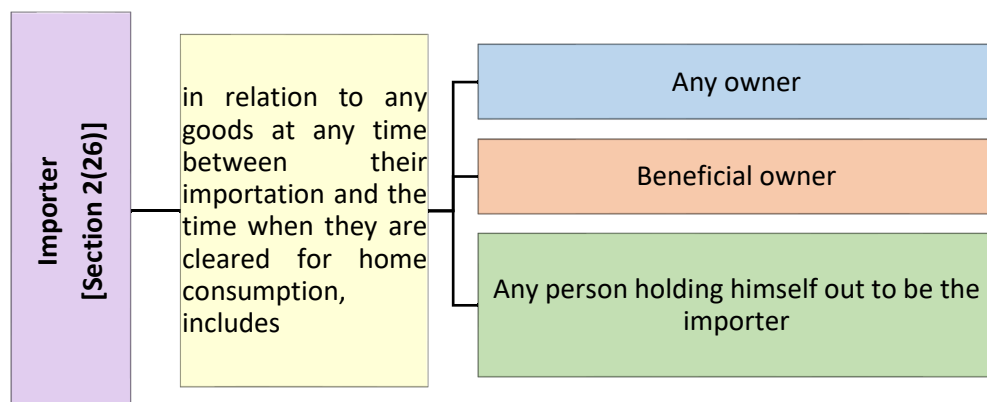 Importer
[Section 2(26)]
in relation to any
goods at any time
between their
importation and the
time when they are
cleared for home
consumption,
includes
Any owner
Beneficial owner
Any person holding himself out to be the
importer